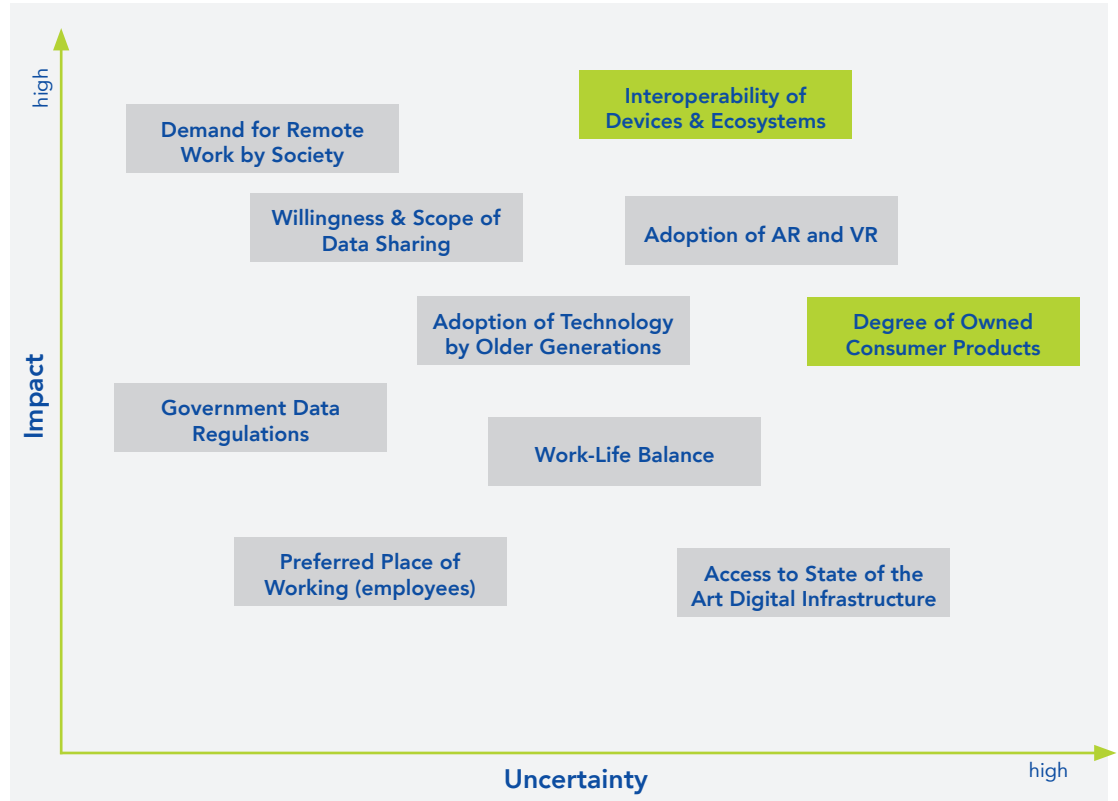 high
Interoperability of
Devices & Ecosystems
Demand for Remote
Work by Society
Willingness & Scope of
Data Sharing
Adoption of AR and VR
Adoption of Technology
by Older Generations
Degree of Owned
Consumer Products
Impact
Government Data
Regulations
Work-Life Balance
Preferred Place of
Working (employees)
Access to State of the
Art Digital Infrastructure
Uncertainty
high